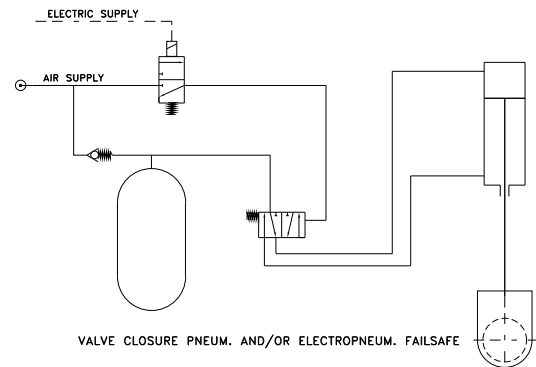 ELECTRIC SUPPLY
AIR SUPPLY
VALVE CLOSURE PNEUM. AND/OR ELECTROPNEUM. FAILSAFE